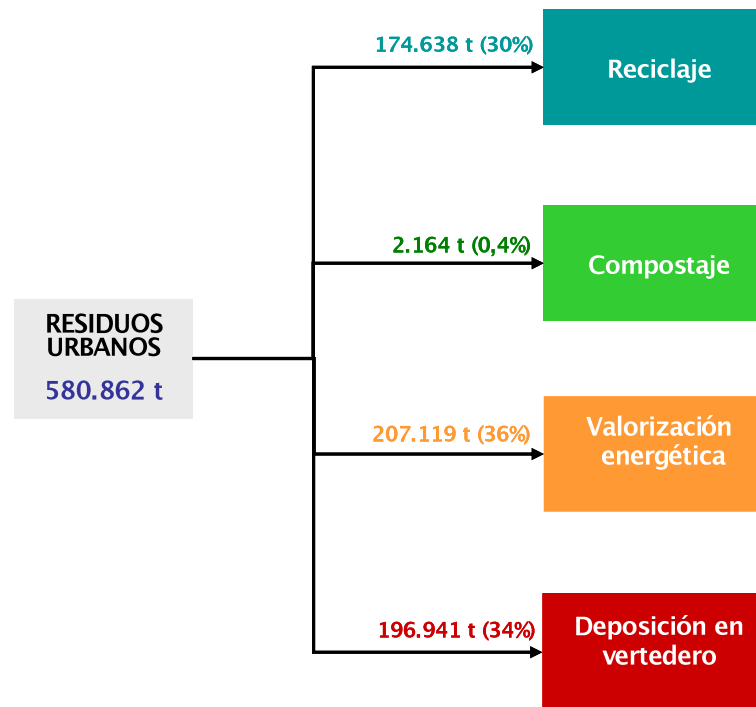 174.638 t (30%)
Reciclaje
2.164 t (0,4%)
Compostaje
RESIDUOS
URBANOS
580.862 t
207.119 t (36%)
Valorización
energética
196.941 t (34%)
Deposición en
vertedero